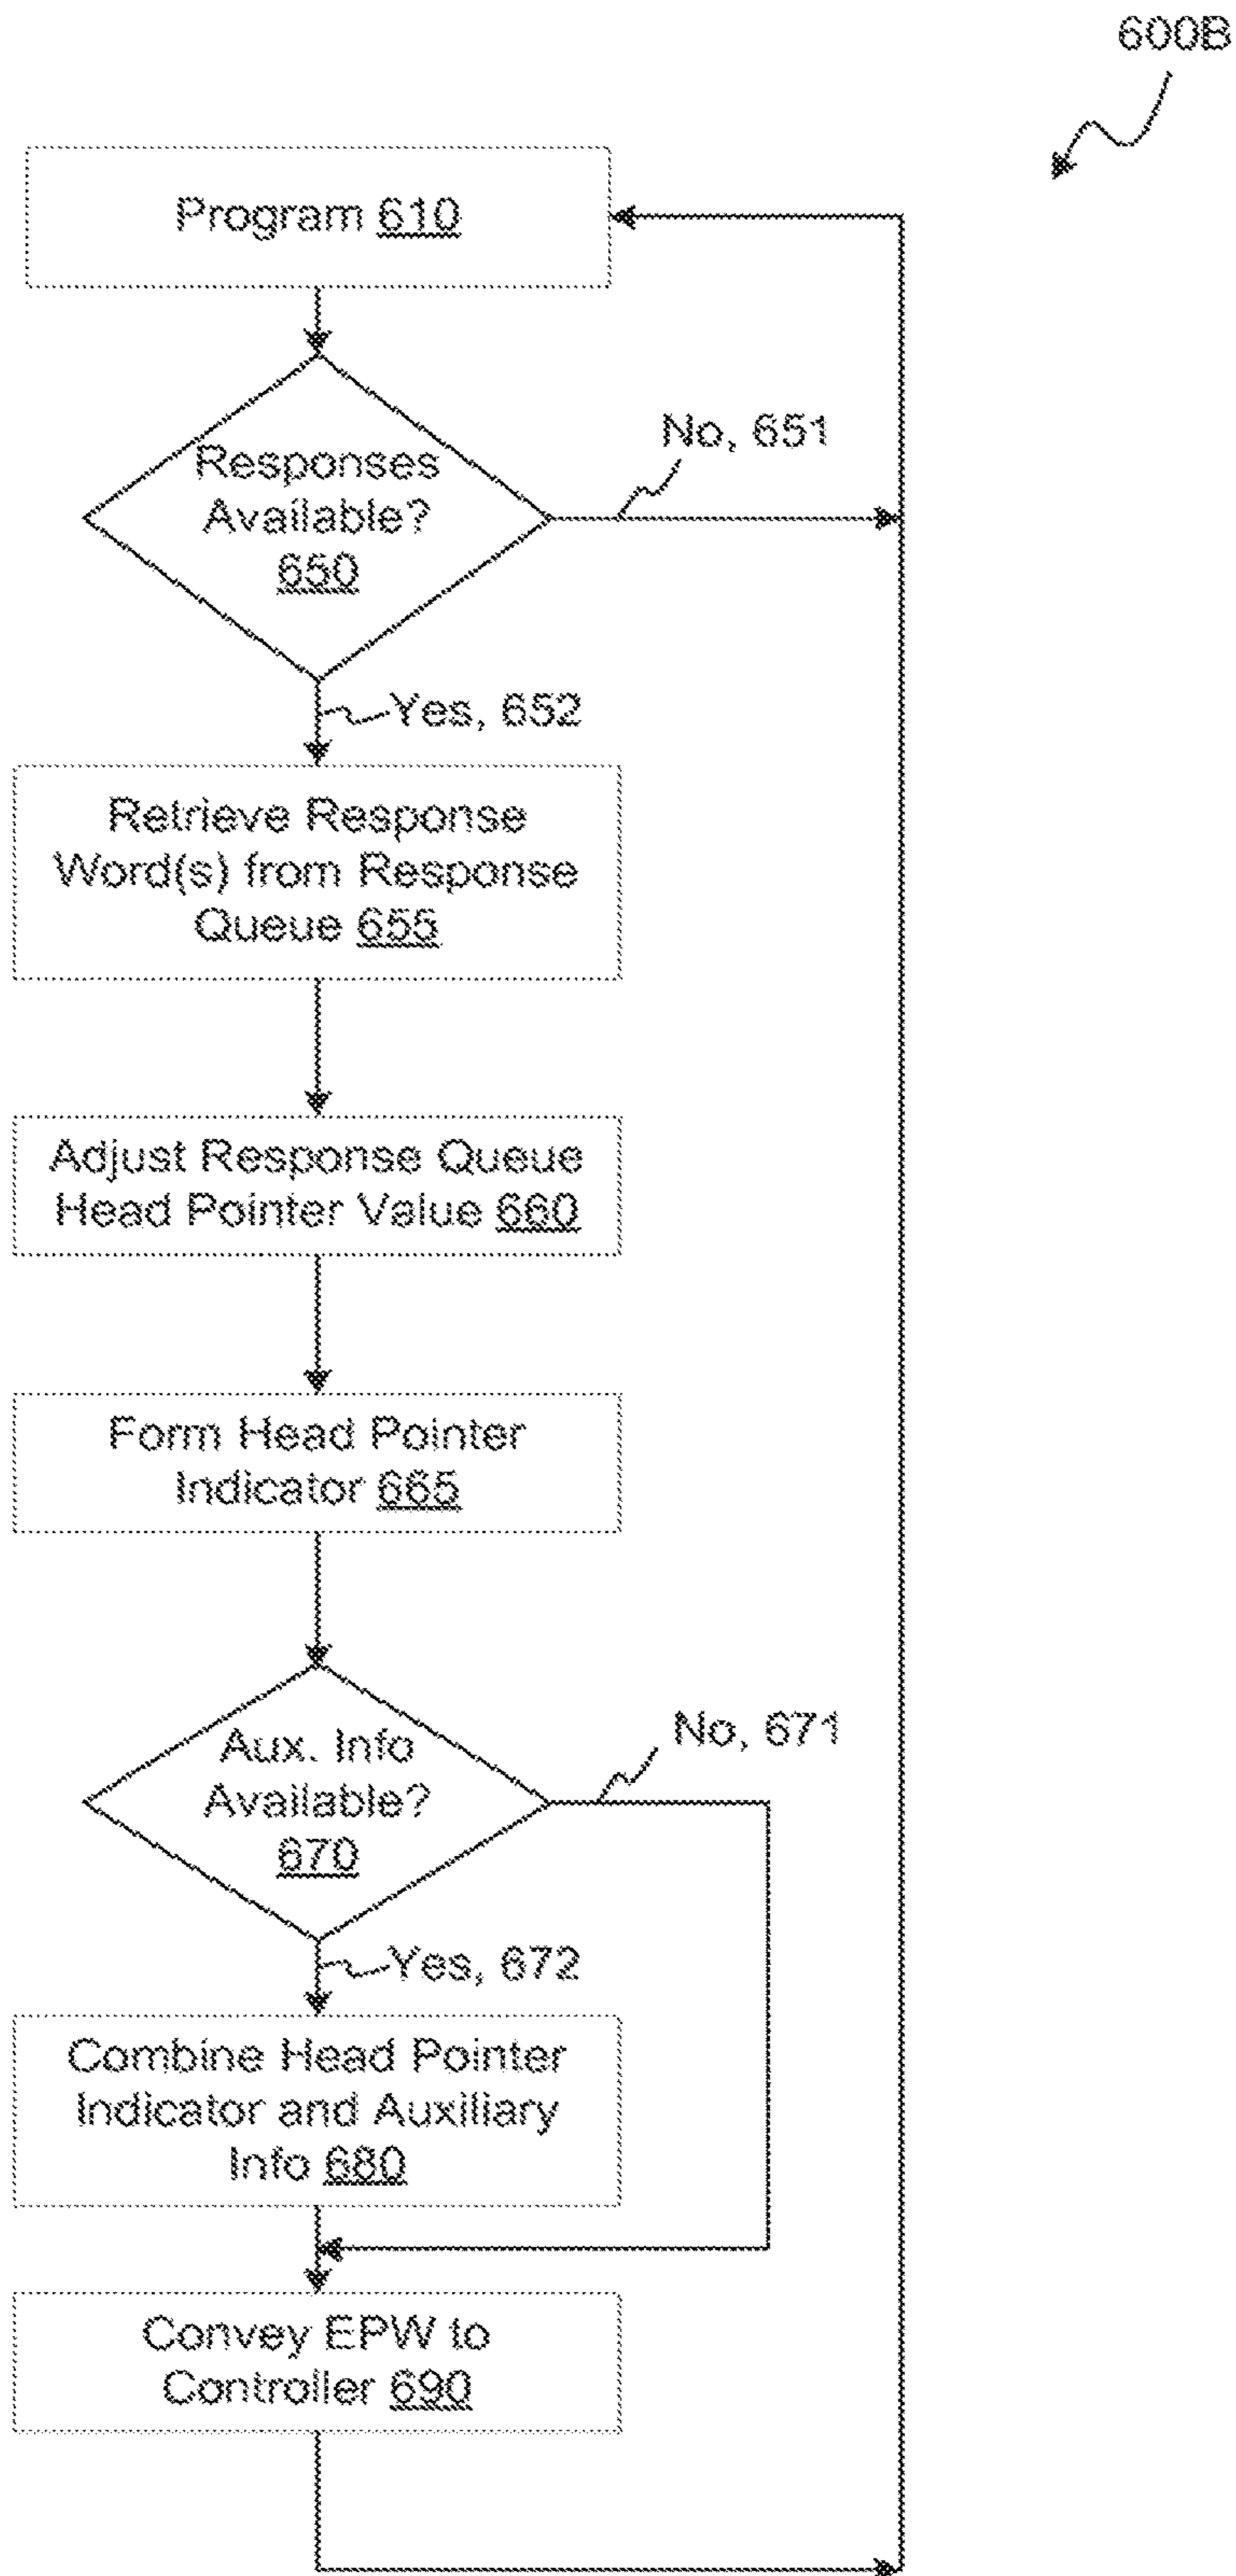 600B
Program 610
Responses
Available?
650
No, 651
Yes, 652
Retrieve Response
Word(s) from Response
Queue 655
Adjust Response Queue
Head Pointer Value 660
Form Head Pointer
Indicator 665
Aux. Info
Available?
670
No, 671
Yes, 672
Combine Head Pointer
Indicator and Auxiliary
Info 680
Convey EPW to
Controller 690